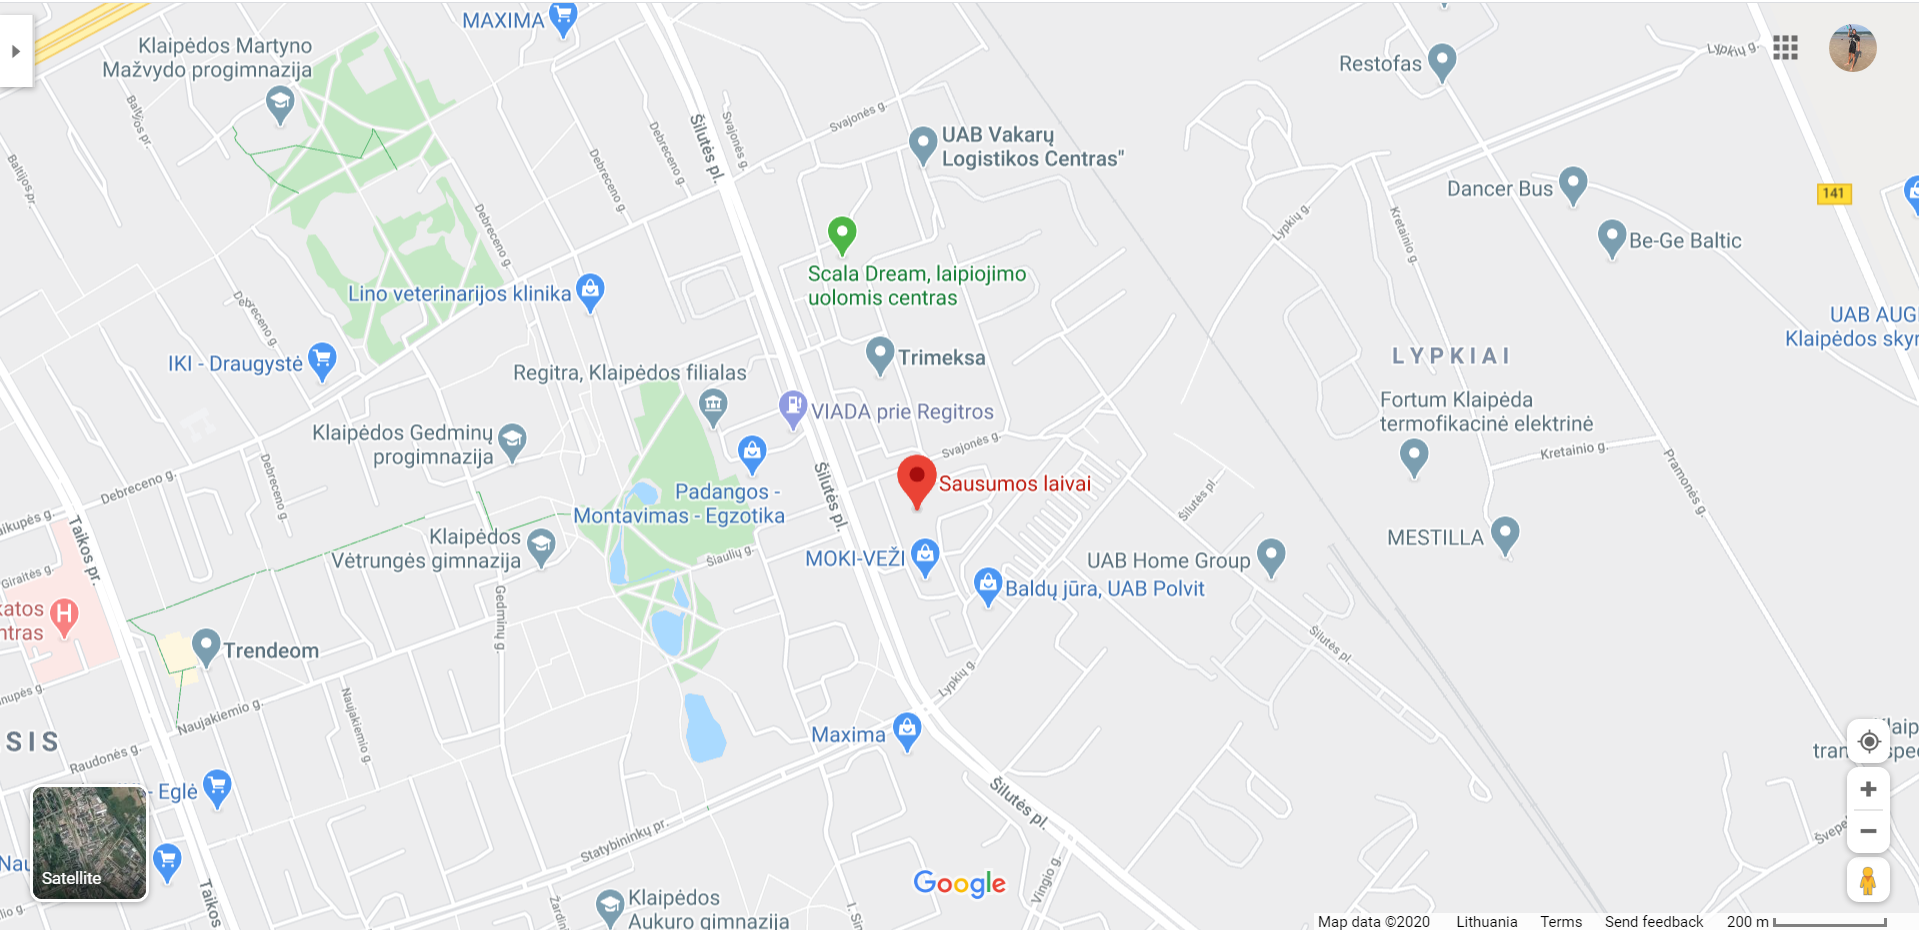 MAXIMA
Klaipėdos Martyno
Mažvydo progimnazija
Baltijos pr.
Baltijos pr.
Šilutės pl.
Svajonės g.
Svajonės g.
Debreceno g.
Debreceno g.
Debreceno g.
UAB Vakarų
Logistikos Centras"
Restofas
Lypkių g.
Dancer Bus
141
Be-Ge Baltic
Kretainio g.
Lypkių g.
Scala Dream, laipiojimo
uolomis centras
Lino veterinarijos klinika
Debreceno g.
IKI - Draugystė
UAB AUG
Klaipėdos skyr
LYPKIAI
Trimeksa
Regitra, Klaipėdos filialas
VIADA prie Regitros
Fortum Klaipėda
termofikacinė elektrinė
Klaipėdos Gedminų
progimnazija
Svajonės g.
Kretainio g.
Pramonės g.
Debreceno g.
Debreceno g.
Šilutės pl.
Sausumos laivai
Padangos -
Montavimas - Egzotika
Šilutės pl.
aikupės g.
Taikos pr.
Klaipėdos
Vėtrungės gimnazija
Šiaulių g.
MOKI-VEŽI
UAB Home Group
MESTILLA
Baldų jūra, UAB Polvit
Giraitės g.
katos
ntras
H
Gedminų g.
Trendeom
Šilutės pl.
Lypkių g.
Naujakiemio g.
Naujakiemio g.
nupės g.
SIS
Raudonės g.
Maxima
laip
tran
spec
- Eglė
Šilutės pl.
Statybininkų pr.
Švepel
Nau
Satellite
Taikos
Google
Vingio g.
Klaipėdos
Aukuro gimnazija
Žardin
I. Sin
lio g.
Map data ©2020 Lithuania Terms Send feedback 200 m